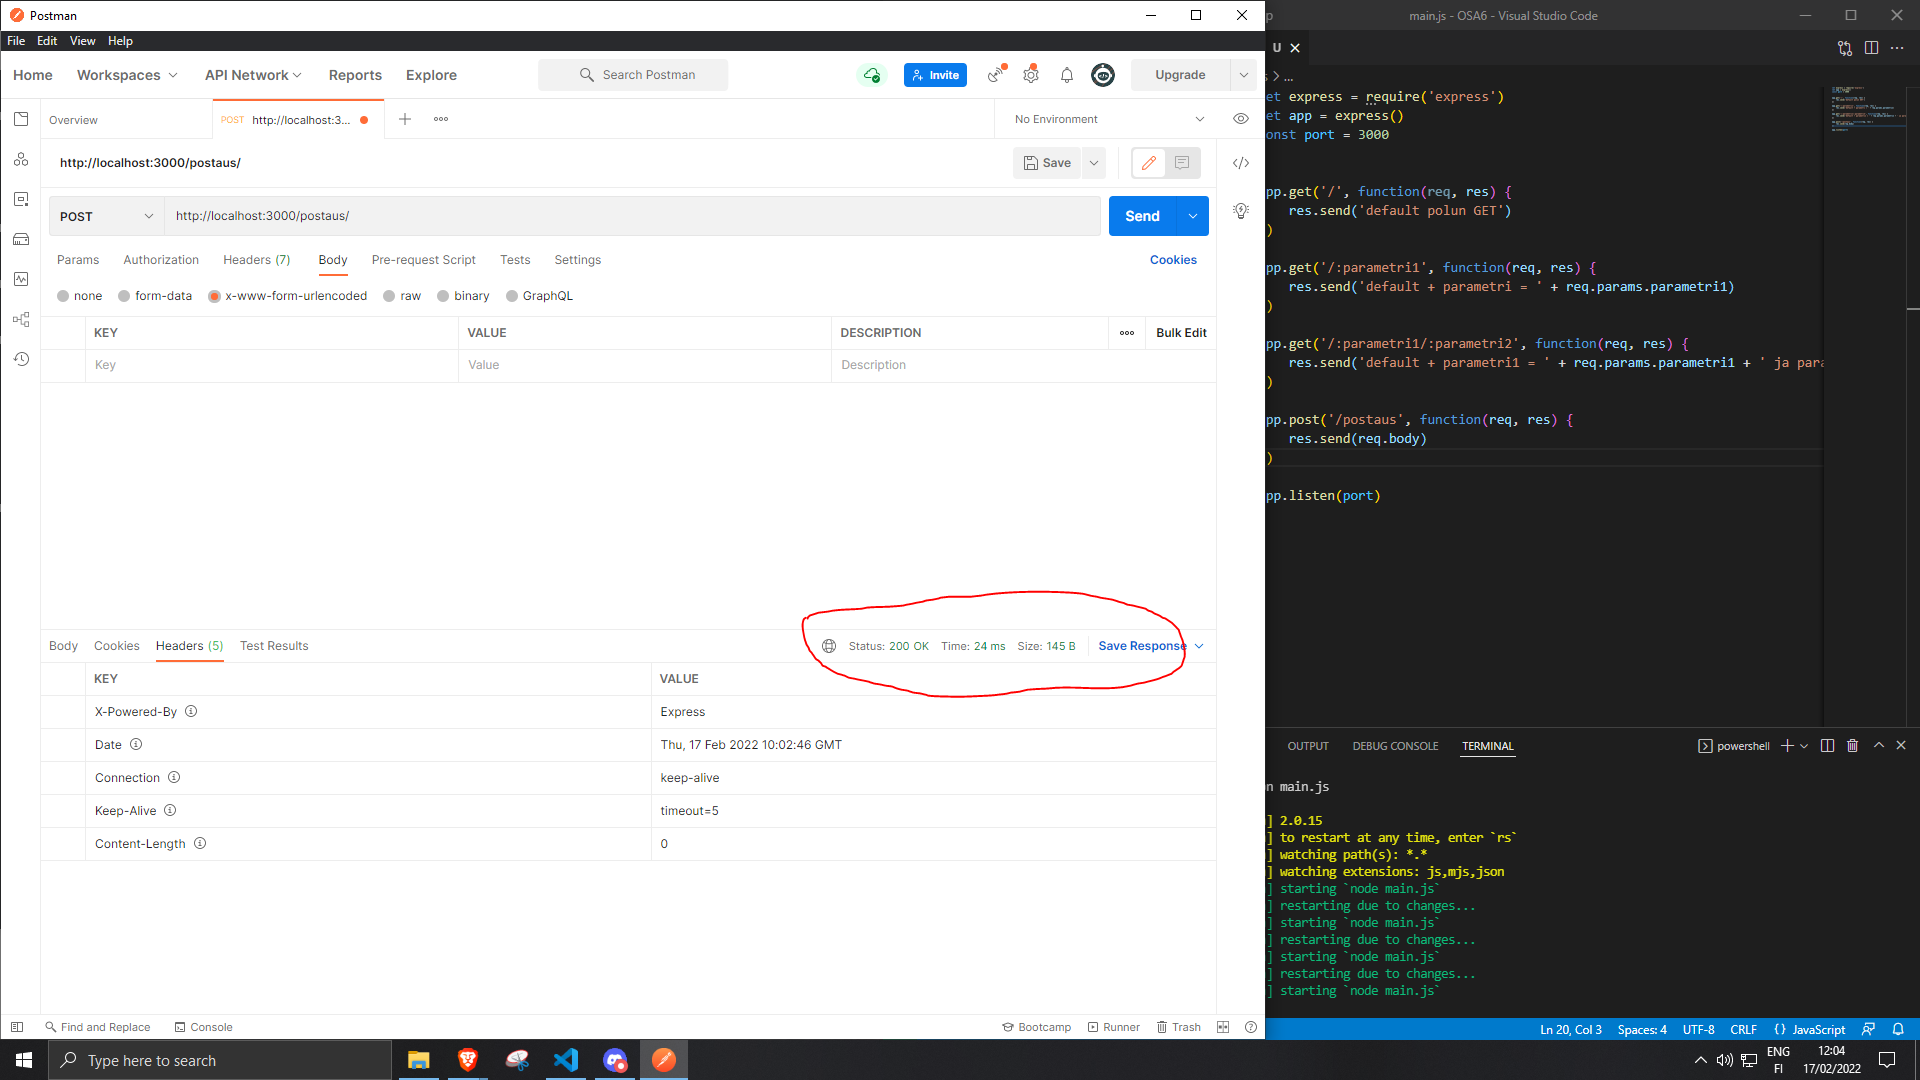 Postman
File Edit View Help
Home Workspaces API Network Reports Explore Search Postman Invite Upgrade
Overview POST http://localhost:3... No Environment
http://localhost:3000/postaus/ Save
POST http://localhost:3000/postaus/ Send
Params Authorization Headers (7) Body Pre-request Script Tests Settings Cookies
none form-data x-www-form-urlencoded raw binary GraphQL
KEY VALUE DESCRIPTION Bulk Edit
Key Value Description
Body Cookies Headers (5) Test Results Status: 200 OK Time: 24 ms Size: 145 B Save Response
KEY VALUE
X-Powered-By Express
Date Thu, 17 Feb 2022 10:02:46 GMT
Connection keep-alive
Keep-Alive timeout=5
Content-Length 0
Find and Replace Console Bootcamp Runner Trash
p main.js - OSA6 - Visual Studio Code
U
s > ...
et express = require('express')
et app = express()
onst port = 3000
pp.get('/', function(req, res) {
res.send('default polun GET')
)
pp.get('/:parametri1', function(req, res) {
res.send('default + parametri = ' + req.params.parametri1)
)
pp.get('/:parametri1/:parametri2', function(req, res) {
res.send('default + parametri1 = ' + req.params.parametri1 + ' ja para
)
pp.post('/postaus', function(req, res) {
res.send(req.body)
)
pp.listen(port)
OUTPUT DEBUG CONSOLE TERMINAL powershell
n main.js
] 2.0.15
] to restart at any time, enter `rs`
] watching path(s): *.*
] watching extensions: js,mjs,json
] starting `node main.js`
] restarting due to changes...
] starting `node main.js`
] restarting due to changes...
] starting `node main.js`
] restarting due to changes...
] starting `node main.js`
Ln 20, Col 3 Spaces: 4 UTF-8 CRLF {} JavaScript
Type here to search
ENG
FI
12:04
17/02/2022